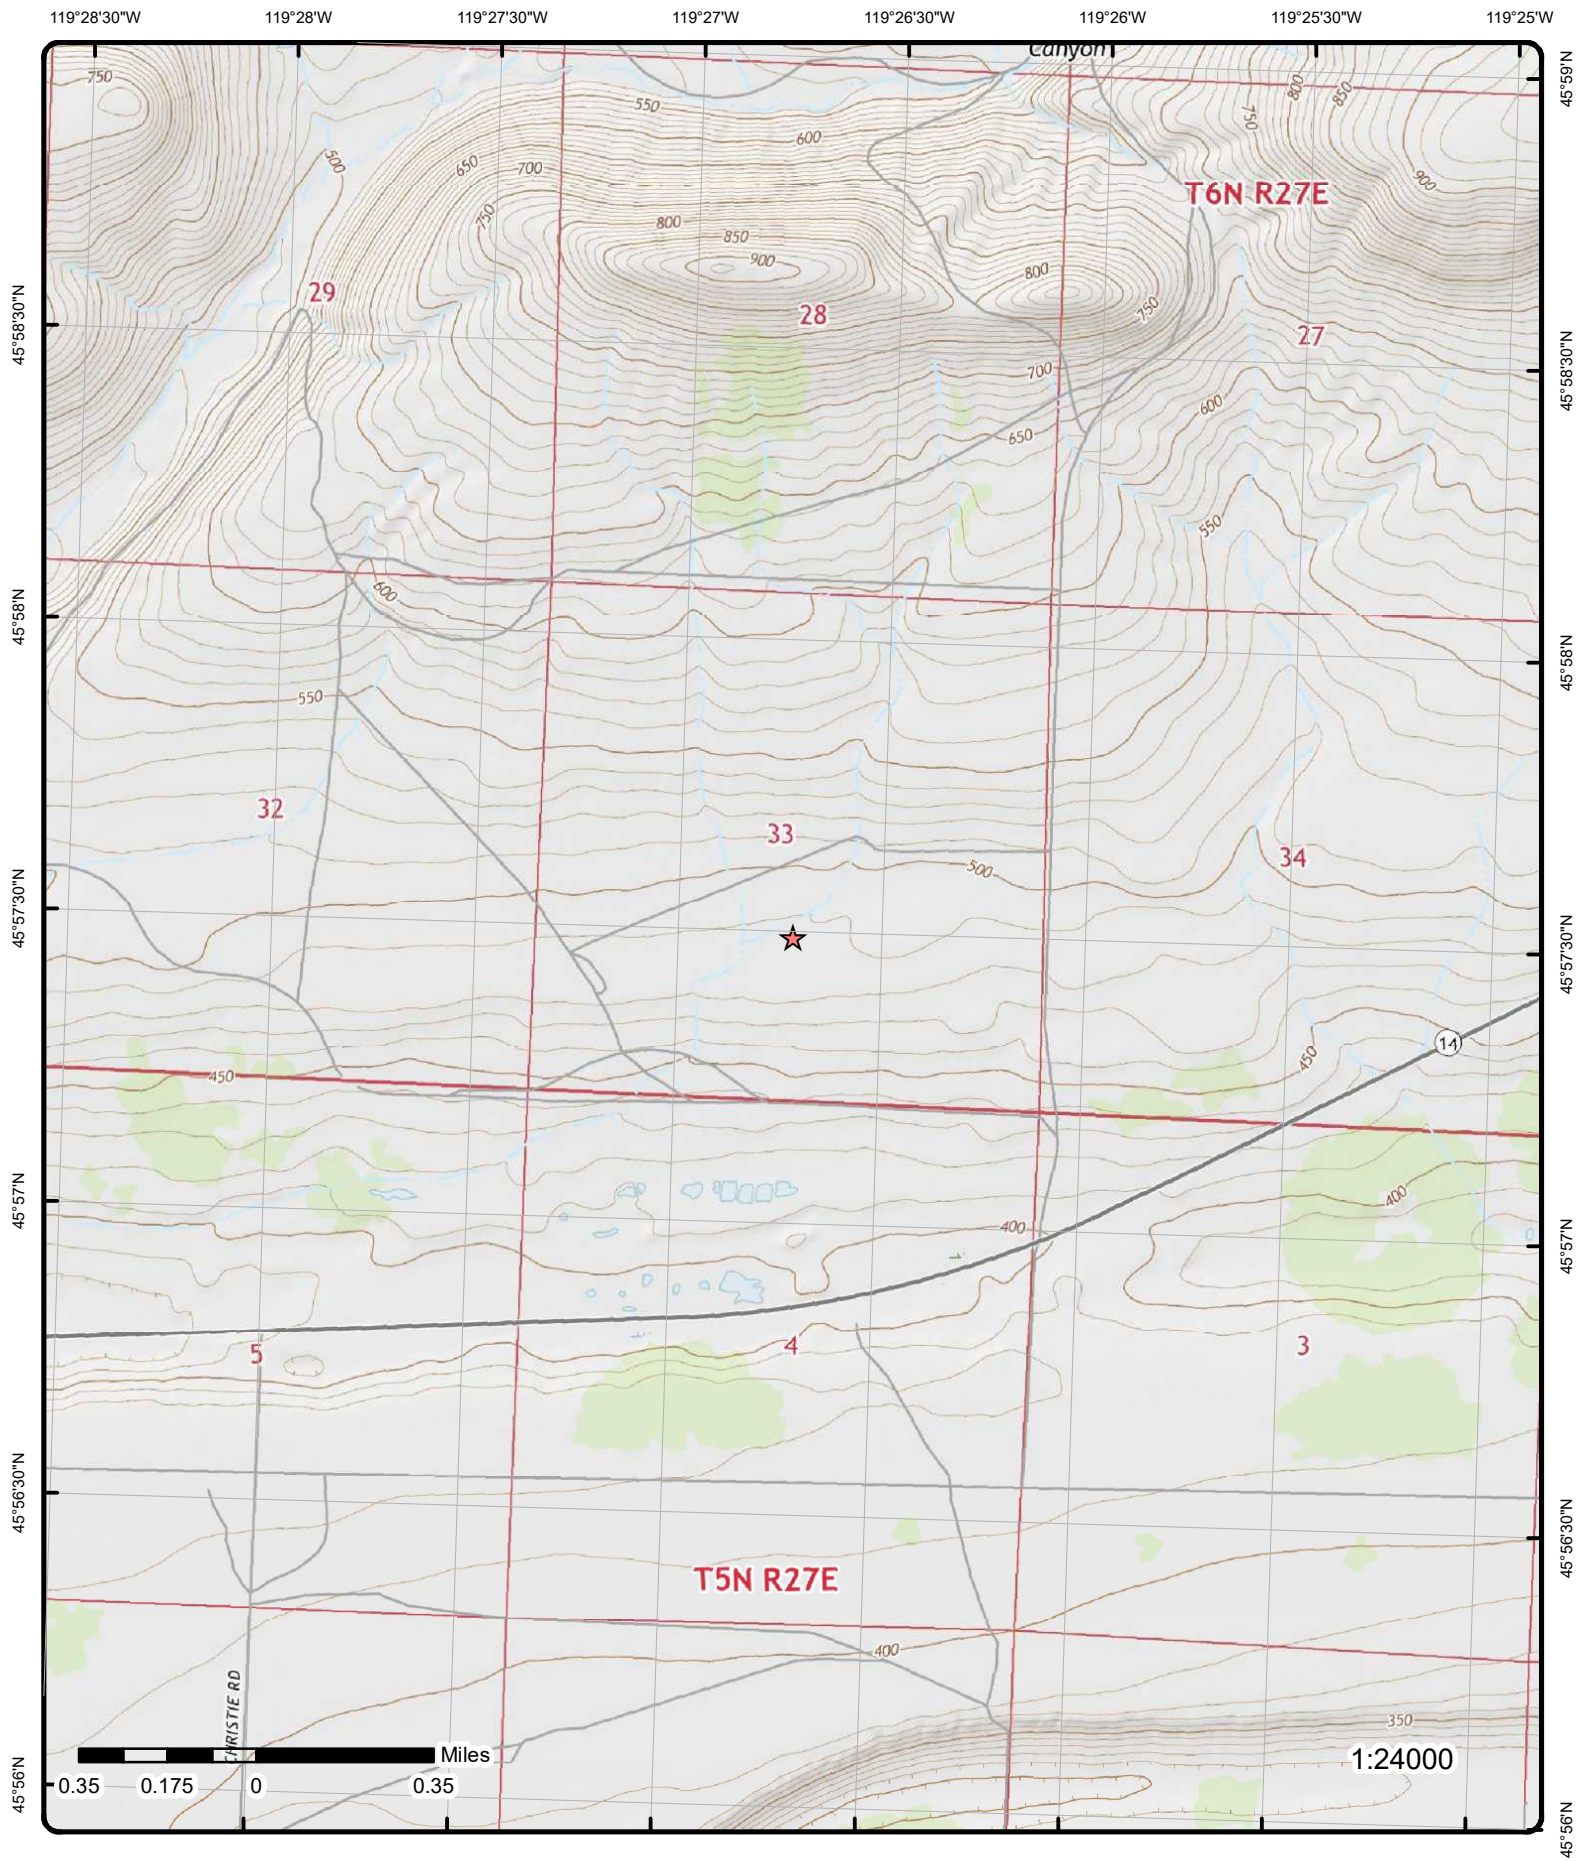 119°28'30"W 119°28'W 119°27'30"W 119°27'W 119°26'30"W 119°26'W 119°25'30"W 119°25'W
Canyon
45°59'N
750
550
800
850
750
600
500
650
700
900
T6N R27E
750
800
850
900
800
29
28
750
27
45°58'30"N
45°58'30"N
700
600
650
550
600
45°58'N
45°58'N
550
32
33
34
500
45°57'30"N
45°57'30"N
14
450
450
45°57'N
400
400
45°57'N
5
4
3
45°56'30"N
45°56'30"N
T5N R27E
400
CHRISTIE RD
350
Miles
1:24000
0.35 0.175 0 0.35
45°56'N
45°56'N